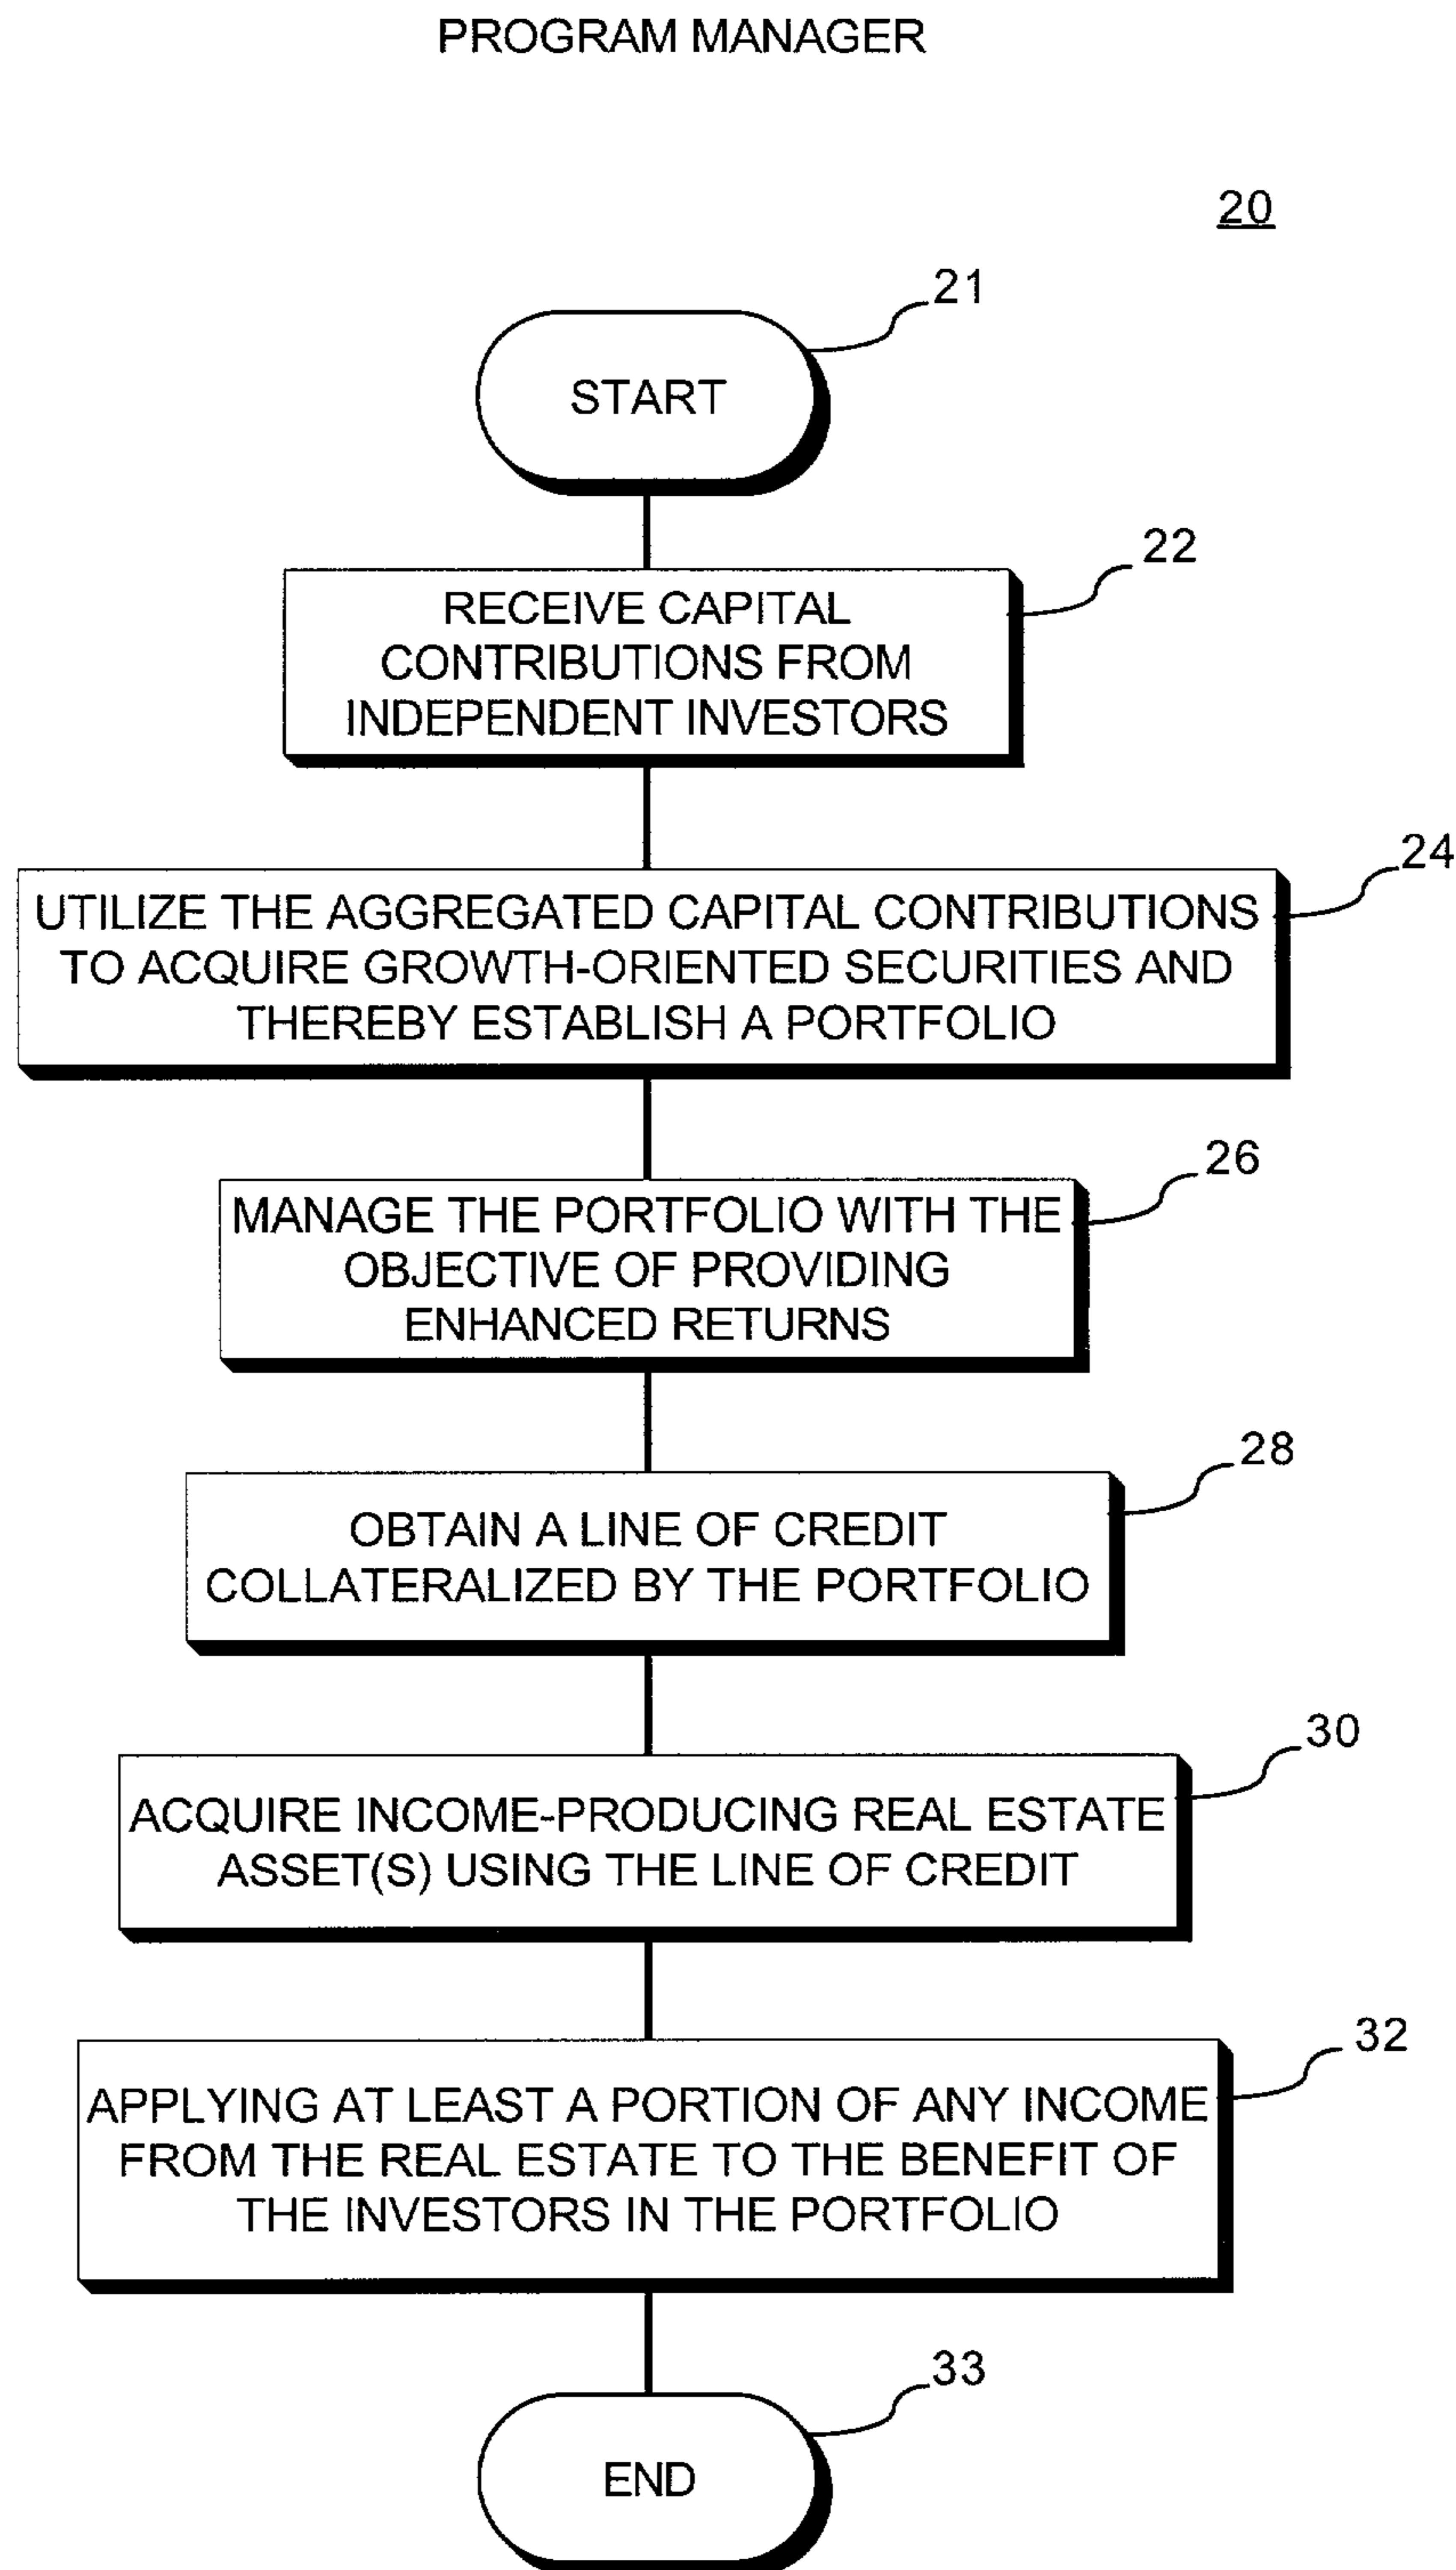 PROGRAM MANAGER
20
21
START
22
RECEIVE CAPITAL
CONTRIBUTIONS FROM
INDEPENDENT INVESTORS
24
UTILIZE THE AGGREGATED CAPITAL CONTRIBUTIONS
TO ACQUIRE GROWTH-ORIENTED SECURITIES AND
THEREBY ESTABLISH A PORTFOLIO
26
MANAGE THE PORTFOLIO WITH THE
OBJECTIVE OF PROVIDING
ENHANCED RETURNS
28
OBTAIN A LINE OF CREDIT
COLLATERALIZED BY THE PORTFOLIO
30
ACQUIRE INCOME-PRODUCING REAL ESTATE
ASSET(S) USING THE LINE OF CREDIT
32
APPLYING AT LEAST A PORTION OF ANY INCOME
FROM THE REAL ESTATE TO THE BENEFIT OF
THE INVESTORS IN THE PORTFOLIO
33
END